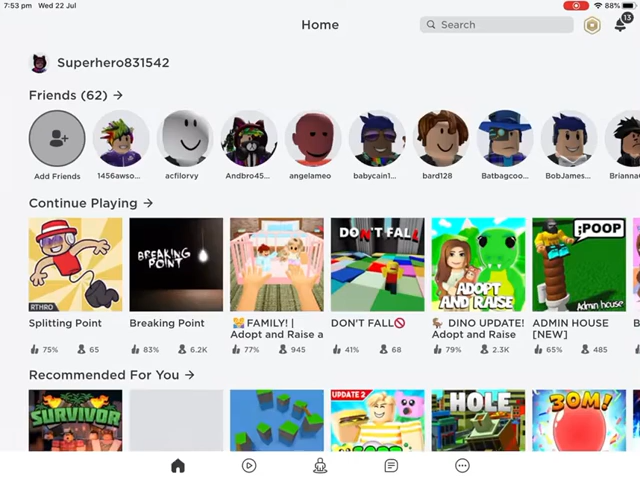 7:53 pm Wed 22 Jul 88%
Home
Search
13
Superhero831542
Friends (62) →
Add Friends 1456awso... acfilorvy Andbro45... angelameo babycain1... bard128 Batbagcoo... BobJames... Brianna
Continue Playing →
RTHRO
BREAKING POINT
DON'T FALL
ADOPT AND RAISE
¡POOP
Admin house
Splitting Point Breaking Point FAMILY! | Adopt and Raise a DON'T FALL DINO UPDATE! Adopt and Raise ADMIN HOUSE [NEW]
75% 65 83% 6.2K 77% 945 41% 68 79% 2.3K 65% 485
Recommended For You →
SURVIVOR
UPDATE 2
HOLE
30M!